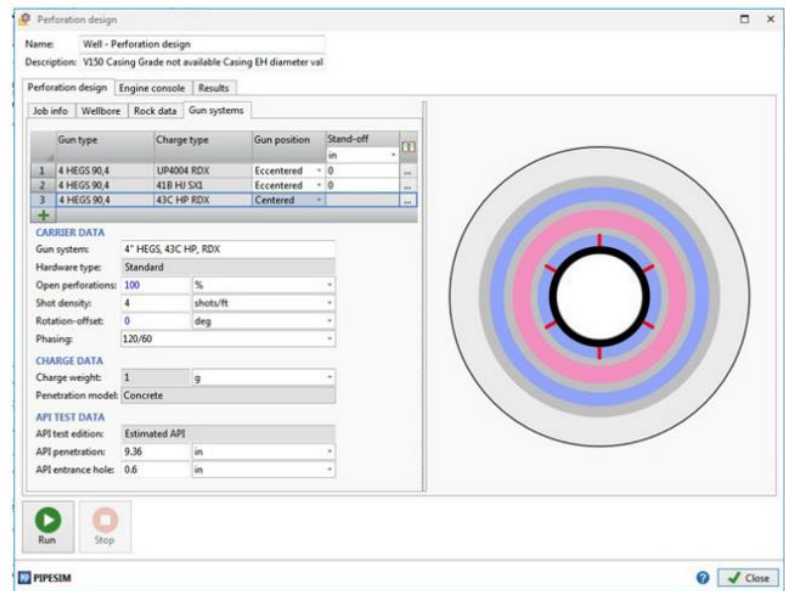 Perforation design
Name: Well - Perforation design
Description: V150 Casing Grade not available Casing EH diameter val
Perforation design Engine console Results
Job info Wellbore Rock data Gun systems
Gun type Charge type Gun position Stand-off
in
1 4 HEGS 90,4 UP4004 RDX Eccentered 0 ...
2 4 HEGS 90,4 41B HJ SX1 Eccentered 0 ...
3 4 HEGS 90,4 43C HP RDX Centered ...
+
CARRIER DATA
Gun system: 4" HEGS, 43C HP, RDX
Hardware type: Standard
Open perforations: 100 %
Shot density: 4 shots/ft
Rotation-offset: 0 deg
Phasing: 120/60
CHARGE DATA
Charge weight: 1 g
Penetration model: Concrete
API TEST DATA
API test edition: Estimated API
API penetration: 9.36 in
API entrance hole: 0.6 in
Run Stop
PIPESIM ? Close